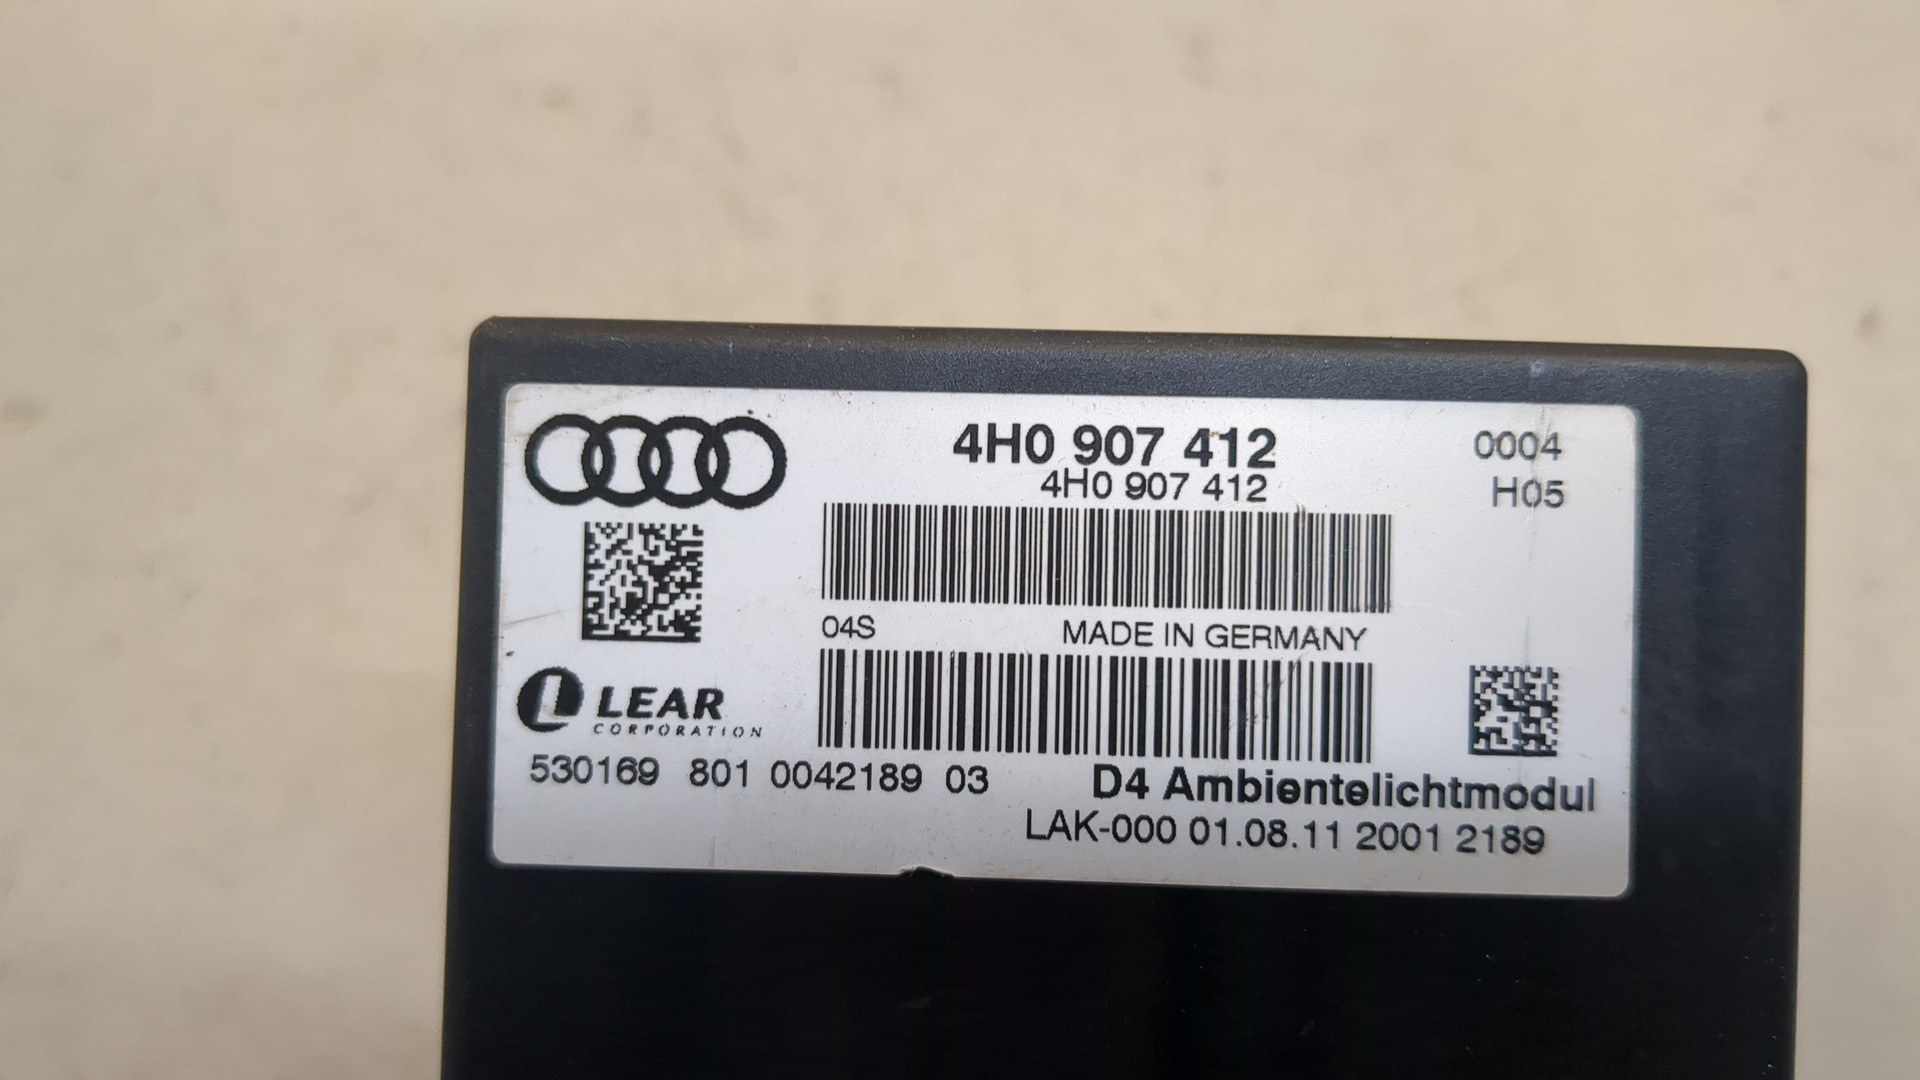 4H0 907 412 0004
4H0 907 412 H05
04S MADE IN GERMANY
LEAR
CORPORATION
530169 801 0042189 03 D4 Ambientelichtmodul
LAK-000 01.08.11 2001 2189